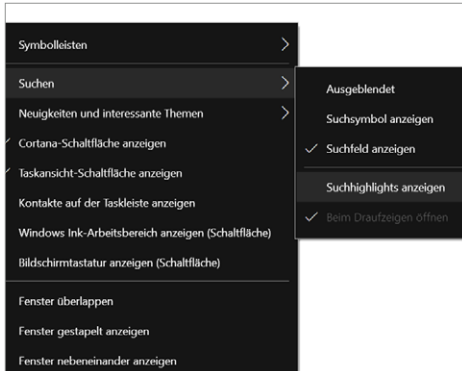 Symbolleisten
Suchen
Neuigkeiten und interessante Themen
Cortana-Schaltfläche anzeigen
Taskansicht-Schaltfläche anzeigen
Kontakte auf der Taskleiste anzeigen
Windows Ink-Arbeitsbereich anzeigen (Schaltfläche)
Bildschirmtastatur anzeigen (Schaltfläche)
Fenster überlappen
Fenster gestapelt anzeigen
Fenster nebeneinander anzeigen
Ausgeblendet
Suchsymbol anzeigen
Suchfeld anzeigen
Suchhighlights anzeigen
Beim Draufzeigen öffnen